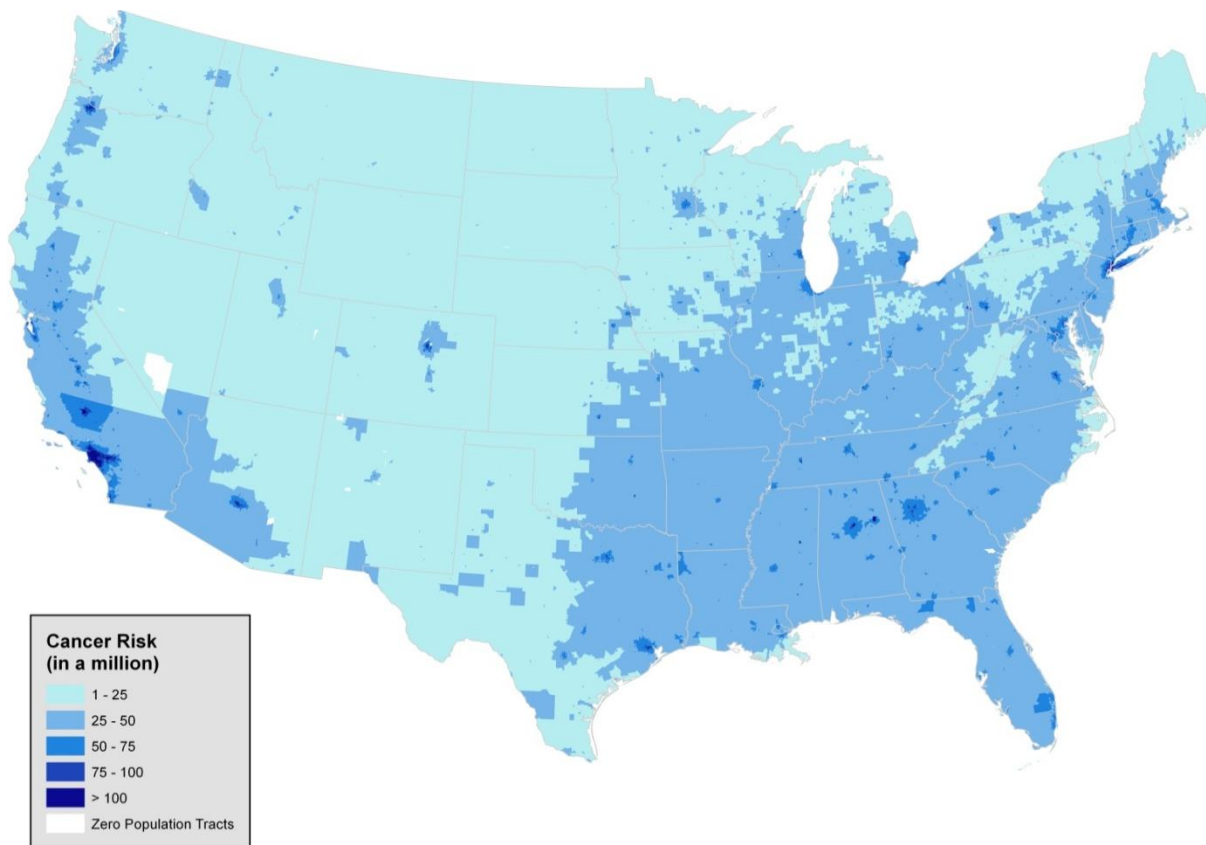 Cancer Risk
(in a million)
1 - 25
25 - 50
50 - 75
75 - 100
> 100
Zero Population Tracts